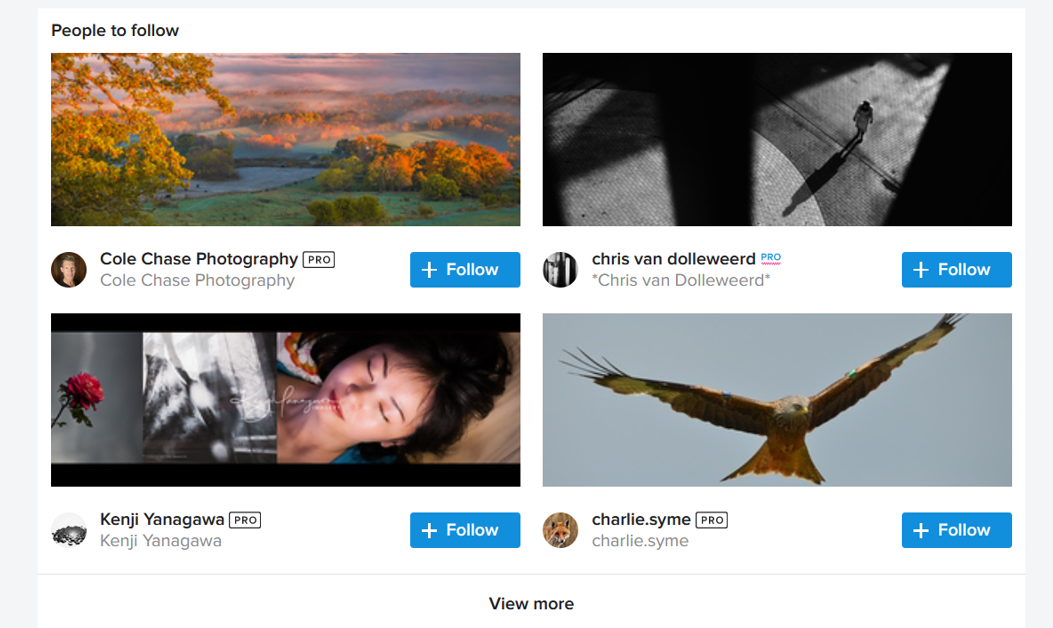 People to follow
Cole Chase Photography PRO
Cole Chase Photography
+ Follow
chris van dolleweerd PRO
*Chris van Dolleweerd*
+ Follow
Kenji Yanagawa PRO
Kenji Yanagawa
+ Follow
charlie.syme PRO
charlie.syme
+ Follow
View more